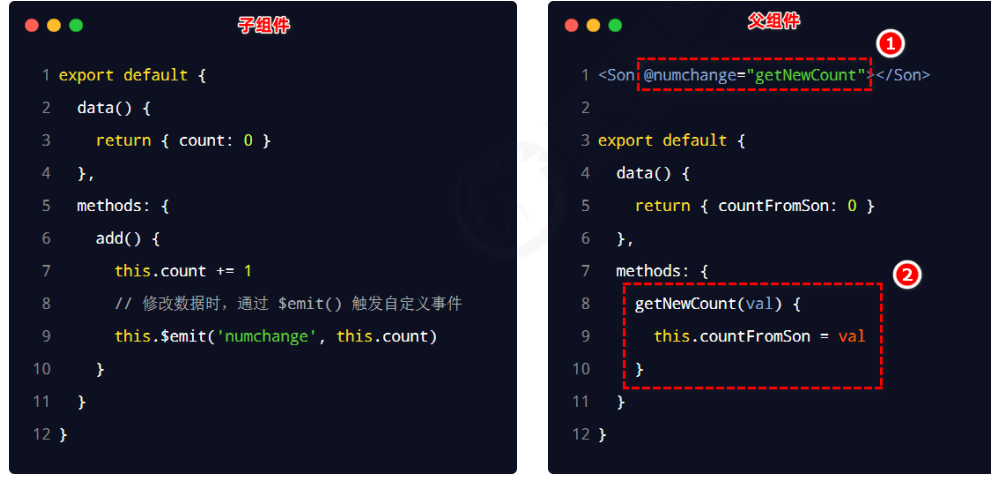 子组件
1 export default {
2 data() {
3 return { count: 0 }
4 },
5 methods: {
6 add() {
7 this.count += 1
8 // 修改数据时，通过 $emit() 触发自定义事件
9 this.$emit('numchange', this.count)
10 }
11 }
12 }
父组件
1
1 <Son @numchange="getNewCount"></Son>
2
3 export default {
4 data() {
5 return { countFromSon: 0 }
6 },
7 methods: {
2
8 getNewCount(val) {
9 this.countFromSon = val
10 }
11 }
12 }